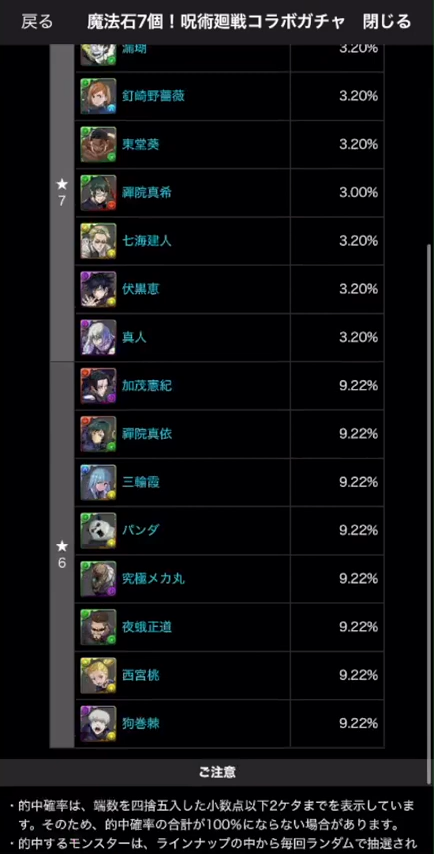 戻る 魔法石7個！呪術廻戦コラボガチャ 閉じる
漏瑚 3.20%
釘崎野薔薇 3.20%
東堂葵 3.20%
★7 禪院真希 3.00%
七海建人 3.20%
伏黒恵 3.20%
真人 3.20%
加茂憲紀 9.22%
禪院真依 9.22%
三輪霞 9.22%
パンダ 9.22%
★6 究極メカ丸 9.22%
夜蛾正道 9.22%
西宮桃 9.22%
狗巻棘 9.22%
ご注意
・的中確率は、端数を四捨五入した小数点以下2ケタまでを表示していま
す。そのため、的中確率の合計が100%にならない場合があります。
・的中するモンスターは、ラインナップの中から毎回ランダムで抽選され